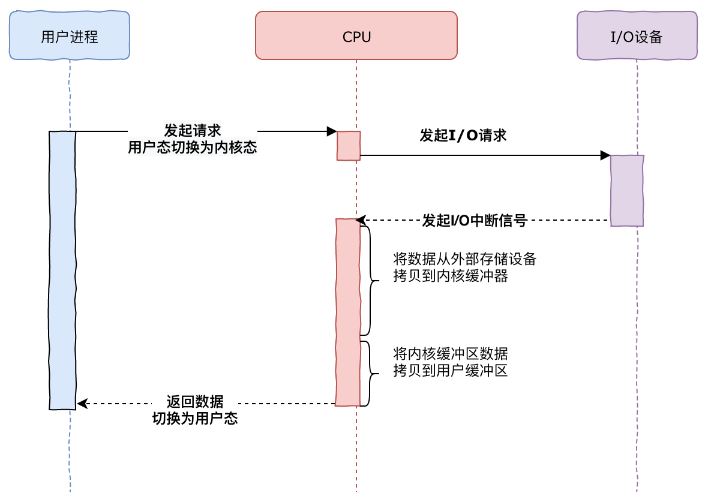 用户进程
CPU
I/O设备
发起请求
用户态切换为内核态
发起I/O请求
发起I/O中断信号
将数据从外部存储设备
拷贝到内核缓冲器
将内核缓冲区数据
拷贝到用户缓冲区
返回数据
切换为用户态